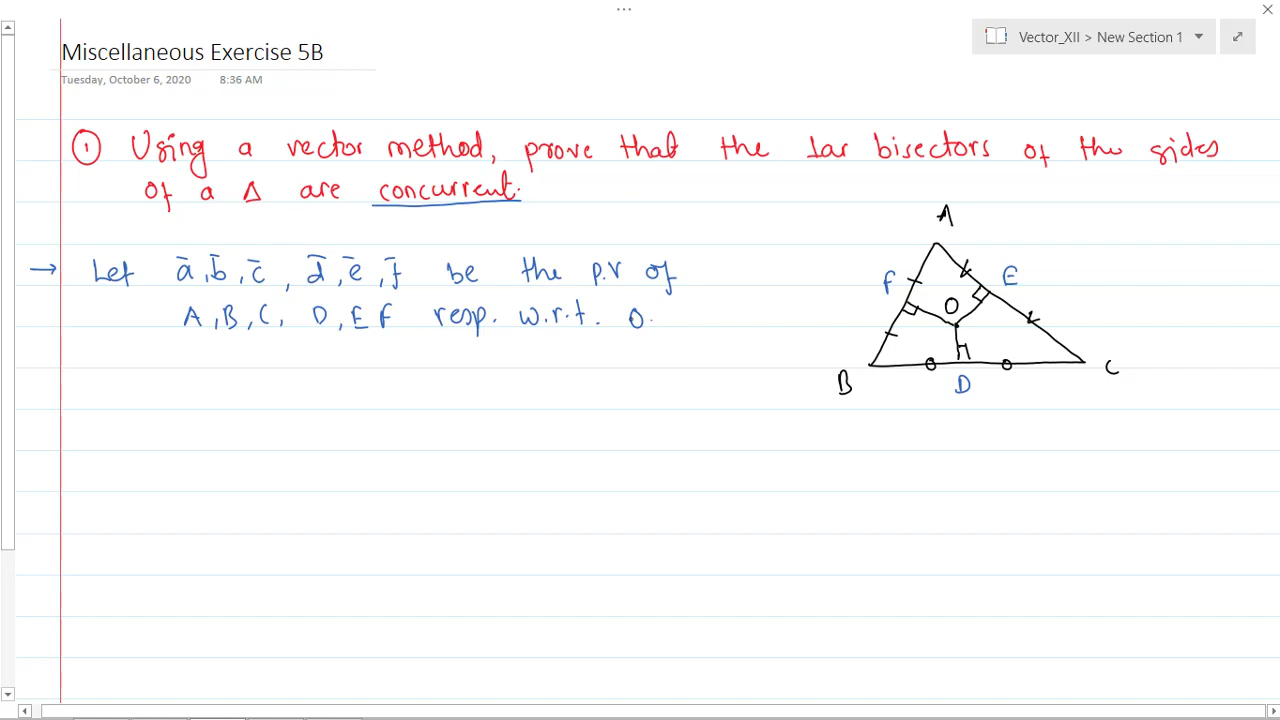 Vector_XII > New Section 1
Miscellaneous Exercise 5B
Tuesday, October 6, 2020 8:36 AM
① Using a vector method, prove that the ⊥ar bisectors of the sides
of a Δ are concurrent.
→ Let a̅, b̅, c̅, d̅, e̅, f̅ be the p.v of
A, B, C, D, E F resp. w.r.t. O.
A
F
E
O
B
D
C